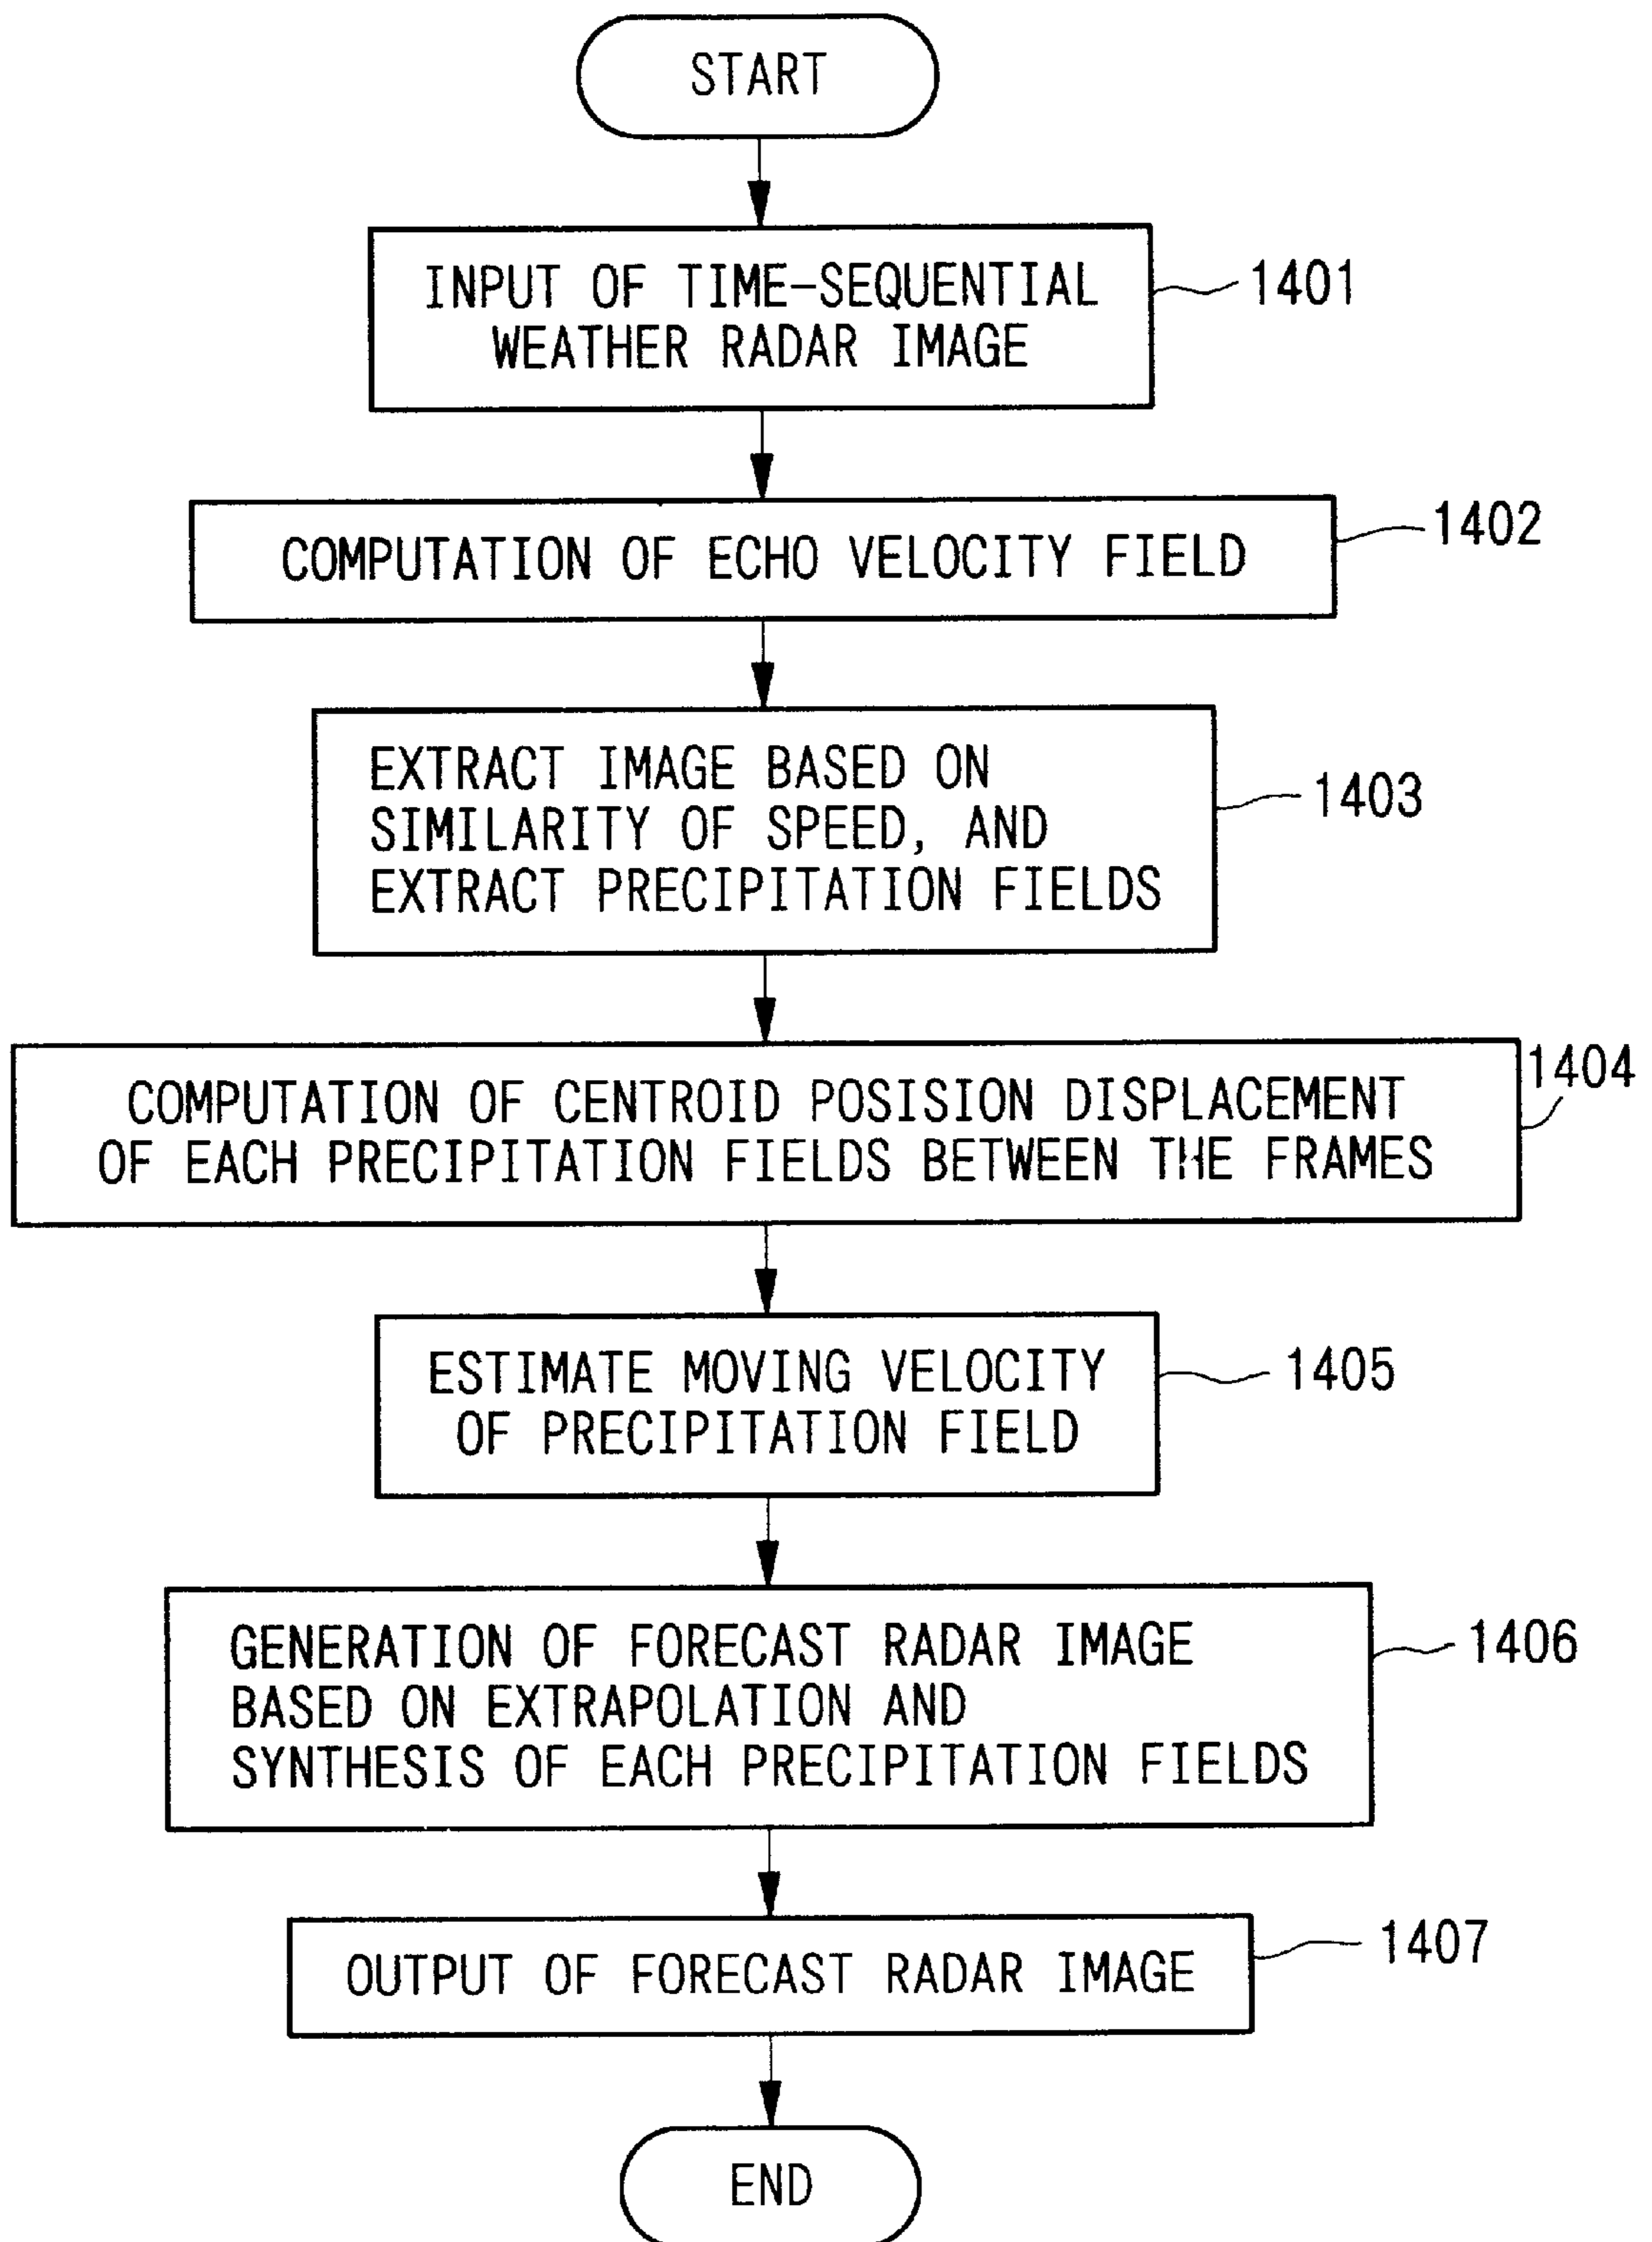 START
INPUT OF TIME-SEQUENTIAL
WEATHER RADAR IMAGE
1401
COMPUTATION OF ECHO VELOCITY FIELD
1402
EXTRACT IMAGE BASED ON
SIMILARITY OF SPEED, AND
EXTRACT PRECIPITATION FIELDS
1403
COMPUTATION OF CENTROID POSISION DISPLACEMENT
OF EACH PRECIPITATION FIELDS BETWEEN THE FRAMES
1404
ESTIMATE MOVING VELOCITY
OF PRECIPITATION FIELD
1405
GENERATION OF FORECAST RADAR IMAGE
BASED ON EXTRAPOLATION AND
SYNTHESIS OF EACH PRECIPITATION FIELDS
1406
OUTPUT OF FORECAST RADAR IMAGE
1407
END